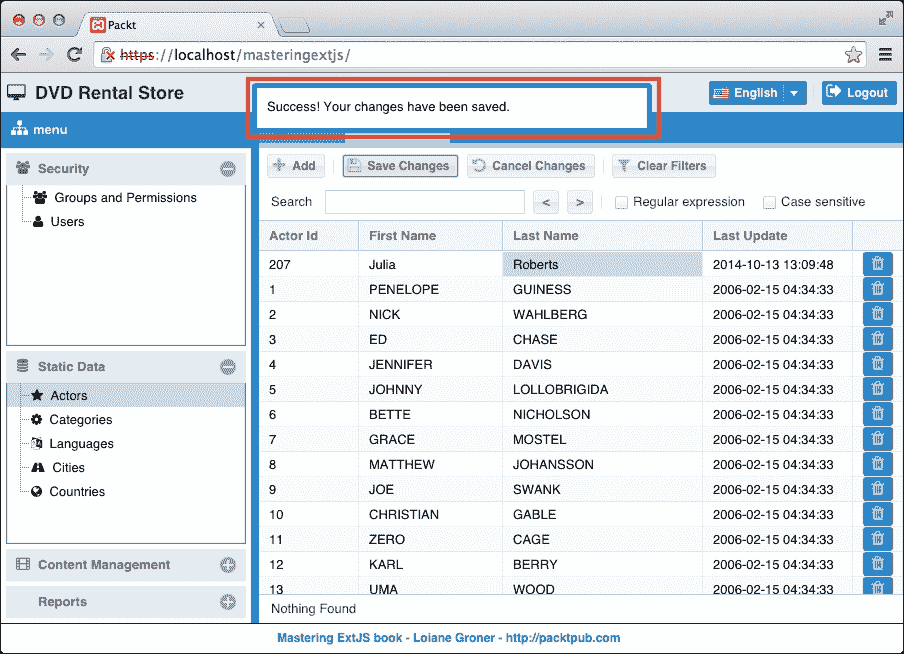 Packt
https://localhost/masteringextjs/
DVD Rental Store
Success! Your changes have been saved.
English
Logout
menu
Security
Groups and Permissions
Users
Static Data
Actors
Categories
Languages
Cities
Countries
Content Management
Reports
Add Save Changes Cancel Changes Clear Filters
Search < > Regular expression Case sensitive
Actor Id First Name Last Name Last Update
207 Julia Roberts 2014-10-13 13:09:48
1 PENELOPE GUINESS 2006-02-15 04:34:33
2 NICK WAHLBERG 2006-02-15 04:34:33
3 ED CHASE 2006-02-15 04:34:33
4 JENNIFER DAVIS 2006-02-15 04:34:33
5 JOHNNY LOLLOBRIGIDA 2006-02-15 04:34:33
6 BETTE NICHOLSON 2006-02-15 04:34:33
7 GRACE MOSTEL 2006-02-15 04:34:33
8 MATTHEW JOHANSSON 2006-02-15 04:34:33
9 JOE SWANK 2006-02-15 04:34:33
10 CHRISTIAN GABLE 2006-02-15 04:34:33
11 ZERO CAGE 2006-02-15 04:34:33
12 KARL BERRY 2006-02-15 04:34:33
13 UMA WOOD 2006-02-15 04:34:33
Nothing Found
Mastering ExtJS book - Loiane Groner - http://packtpub.com